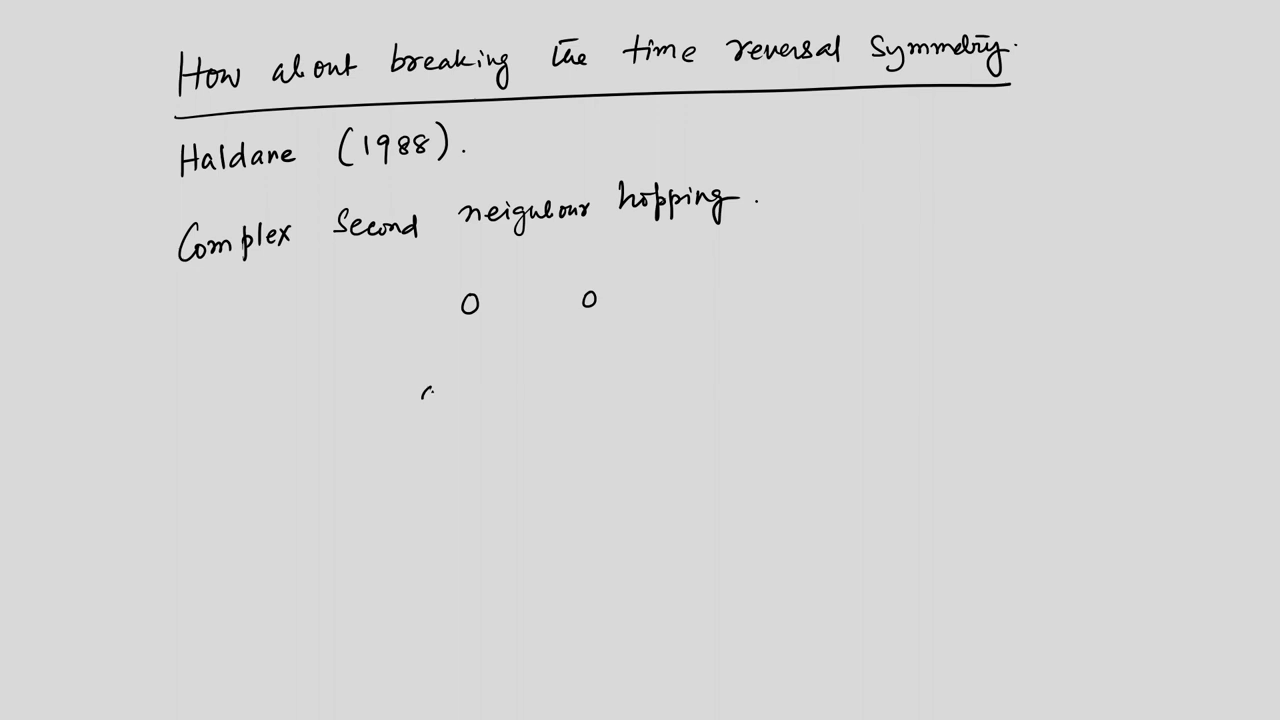 How about breaking the time reversal symmetry.
Haldane (1988).
Complex second neighbour hopping.